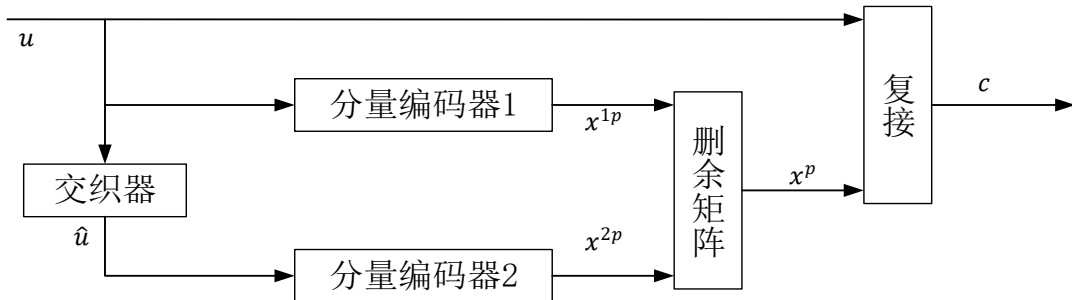 u
分量编码器1
x^{1p}
交织器
û
分量编码器2
x^{2p}
删余矩阵
x^p
复接
c